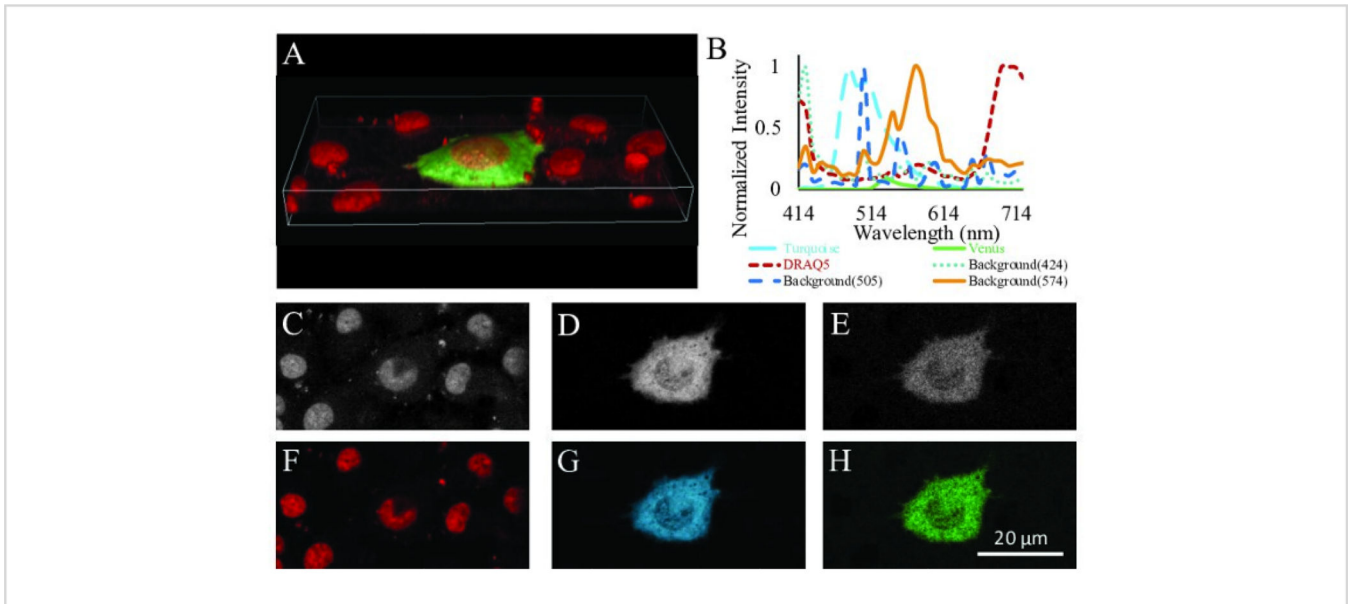 A
B
Normalized Intensity
1
0.5
0
414 514 614 714
Wavelength (nm)
Turquoise Venus
DRAQ5 Background(424)
Background(505) Background(574)
C D E
F G H
20 µm